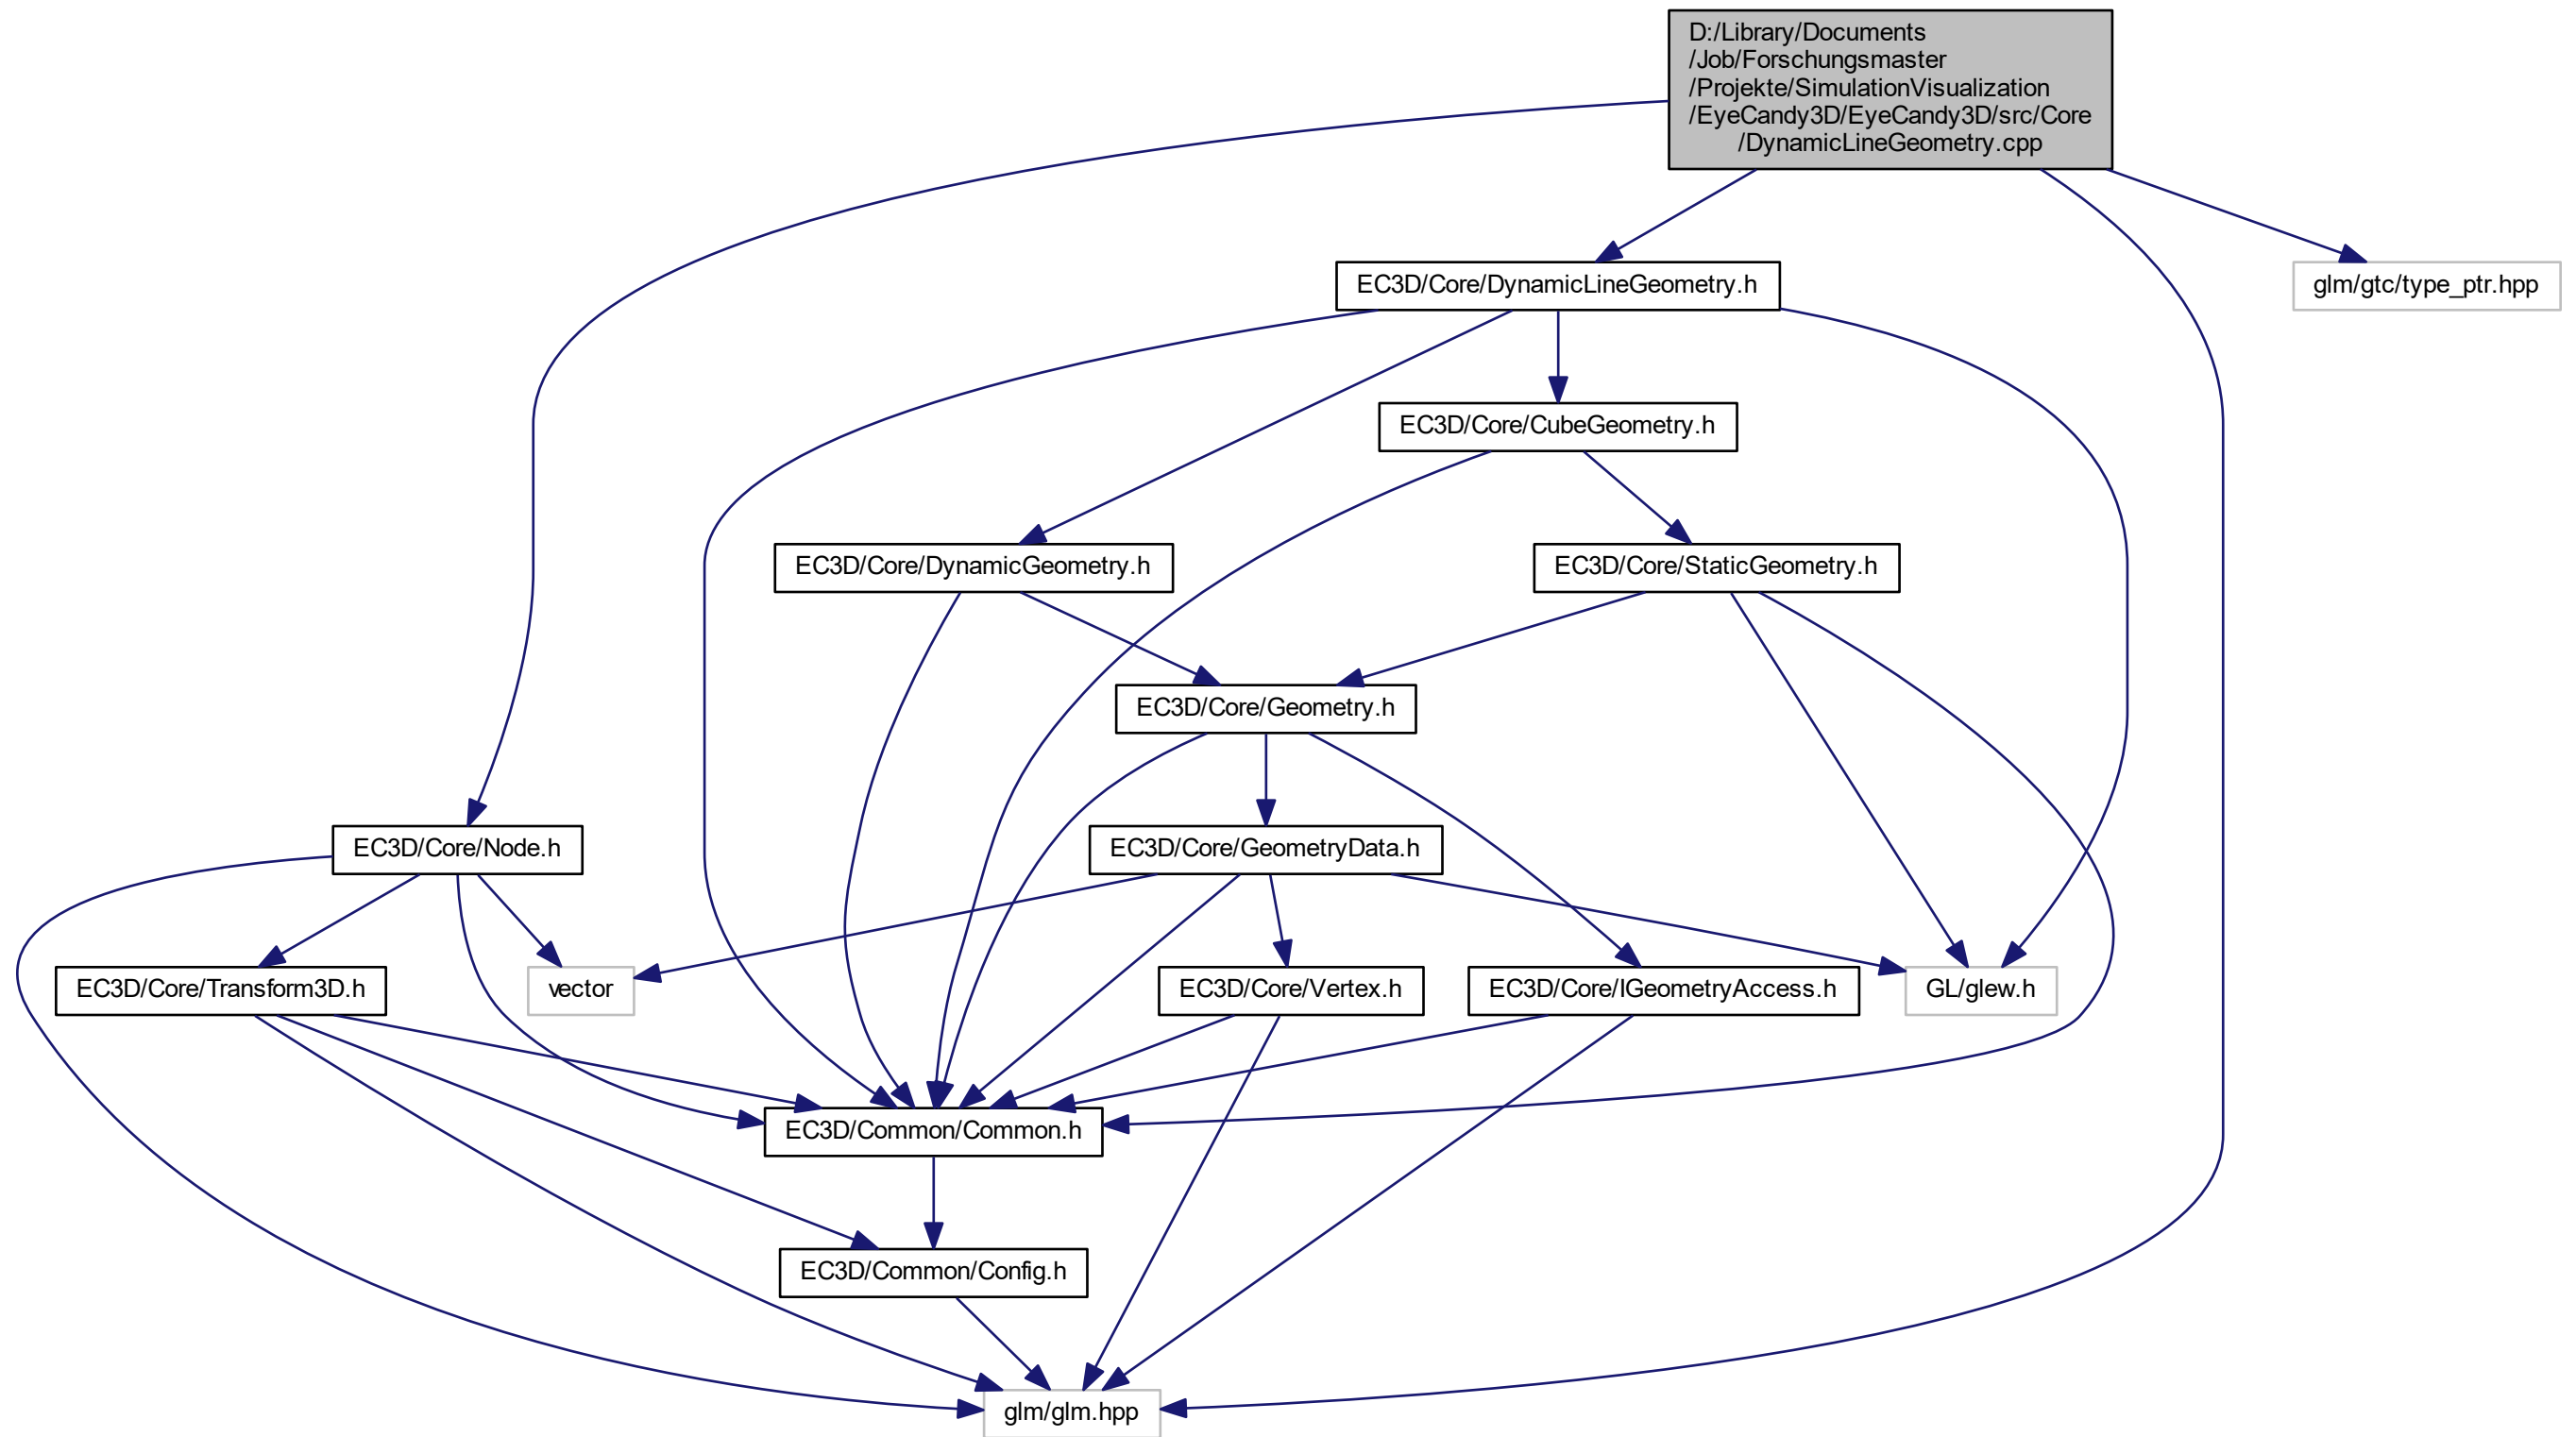 D:/Library/Documents
/Job/Forschungsmaster
/Projekte/SimulationVisualization
/EyeCandy3D/EyeCandy3D/src/Core
/DynamicLineGeometry.cpp
EC3D/Core/DynamicLineGeometry.h
glm/gtc/type_ptr.hpp
EC3D/Core/CubeGeometry.h
EC3D/Core/DynamicGeometry.h
EC3D/Core/StaticGeometry.h
EC3D/Core/Geometry.h
EC3D/Core/Node.h
EC3D/Core/GeometryData.h
EC3D/Core/Transform3D.h
vector
EC3D/Core/Vertex.h
EC3D/Core/IGeometryAccess.h
GL/glew.h
EC3D/Common/Common.h
EC3D/Common/Config.h
glm/glm.hpp